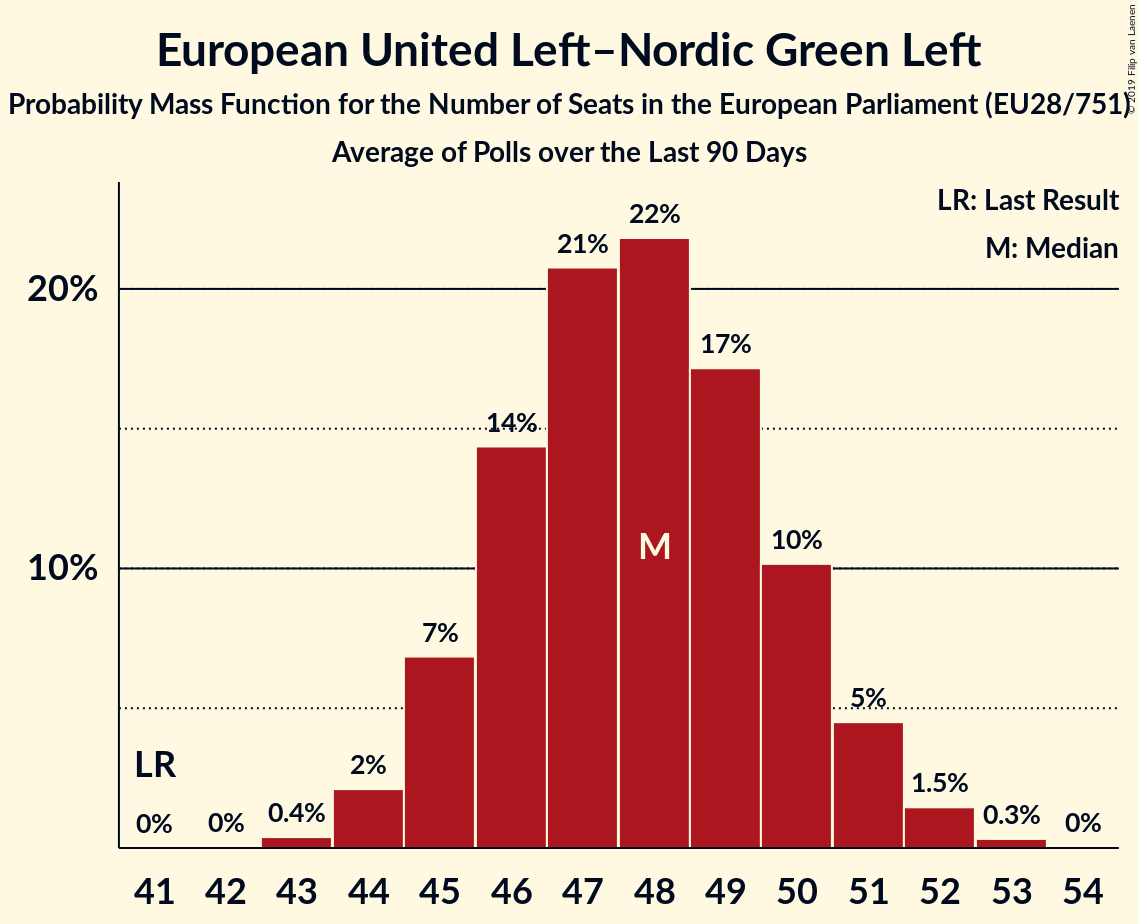 European United Left–Nordic Green Left
Probability Mass Function for the Number of Seats in the European Parliament (EU28/751)
Average of Polls over the Last 90 Days
© 2019 Filip van Laenen
LR: Last Result
M: Median
22%
21%
20%
17%
14%
M
10%
10%
7%
5%
LR
2%
1.5%
0%
0%
0.4%
0.3%
0%
41 42 43 44 45 46 47 48 49 50 51 52 53 54